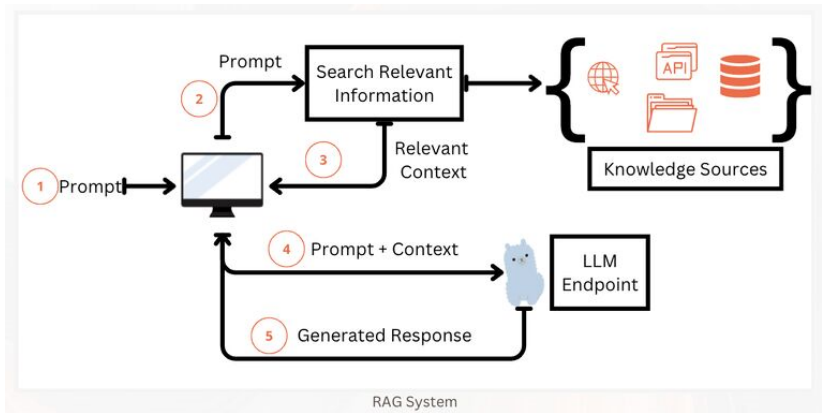 Prompt
2
Search Relevant
Information
API
3
Relevant
Context
Knowledge Sources
1
Prompt
4
Prompt + Context
LLM
Endpoint
5
Generated Response
RAG System